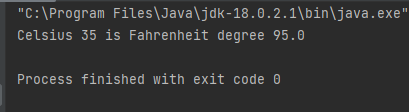 "C:\Program Files\Java\jdk-18.0.2.1\bin\java.exe"
Celsius 35 is Fahrenheit degree 95.0
Process finished with exit code 0